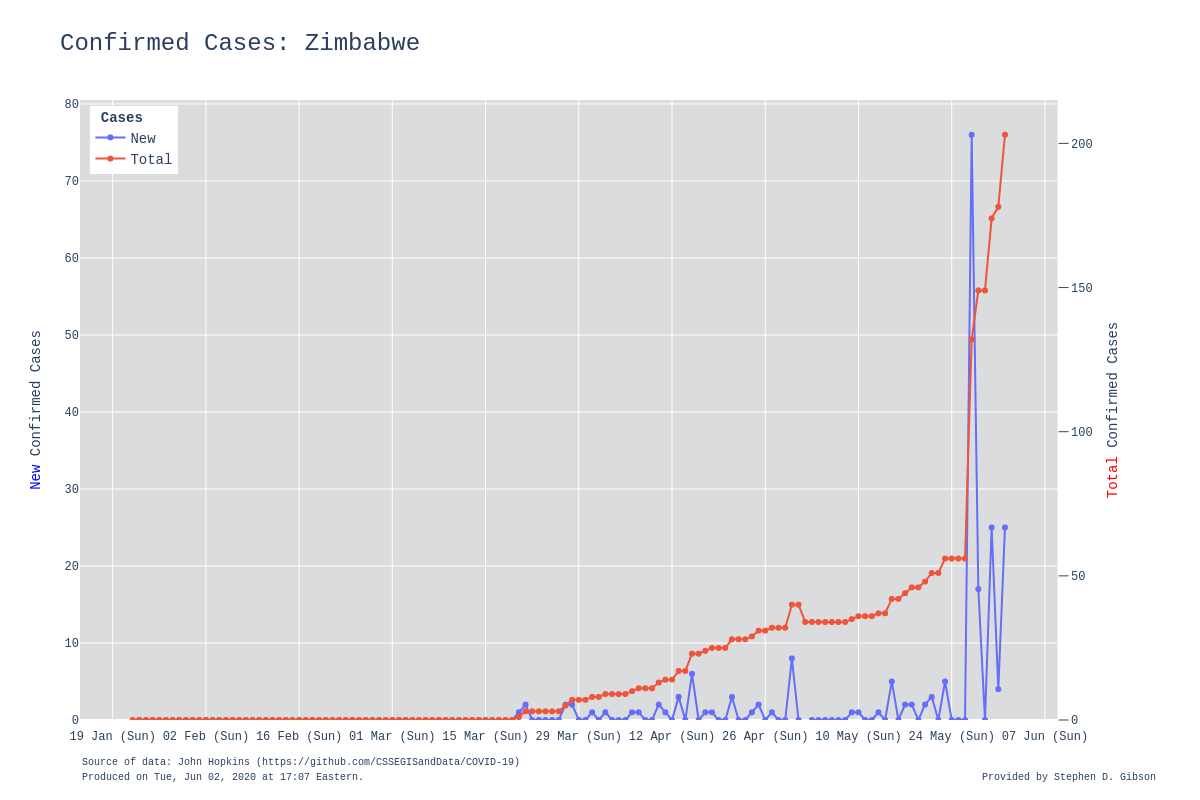 Confirmed Cases: Zimbabwe
Cases
New
Total
80
70
60
50
40
30
20
10
0
200
150
100
50
0
New Confirmed Cases
Total Confirmed Cases
19 Jan (Sun) 02 Feb (Sun) 16 Feb (Sun) 01 Mar (Sun) 15 Mar (Sun) 29 Mar (Sun) 12 Apr (Sun) 26 Apr (Sun) 10 May (Sun) 24 May (Sun) 07 Jun (Sun)
Source of data: John Hopkins (https://github.com/CSSEGISandData/COVID-19)
Produced on Tue, Jun 02, 2020 at 17:07 Eastern.
Provided by Stephen D. Gibson